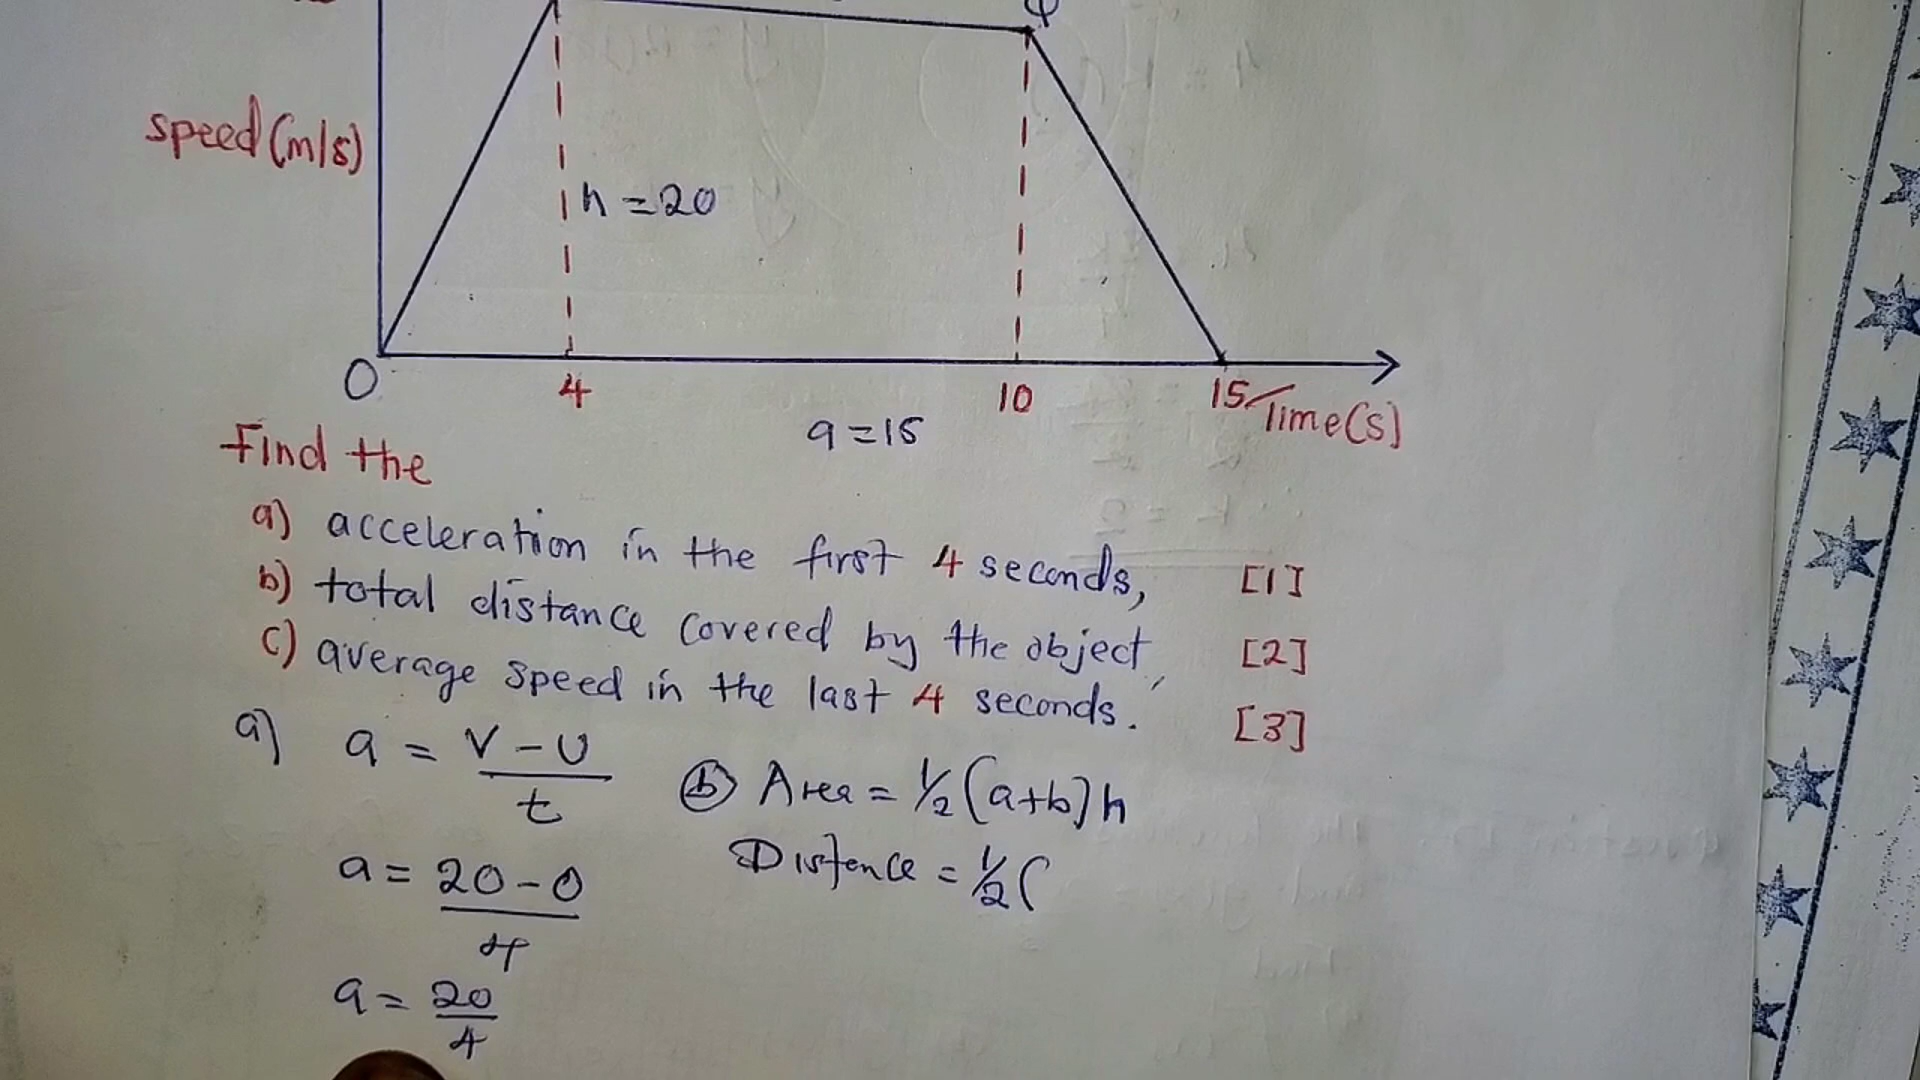 Q
speed (m/s)
h = 20
O 4 10 15 Time (s)
a = 15
Find the
a) acceleration in the first 4 seconds, [1]
b) total distance covered by the object, [2]
c) average speed in the last 4 seconds. [3]
a) a = V - U
t
b Area = 1/2 (a+b) h
Distance = 1/2 (
a = 20 - 0
4
a = 20
4